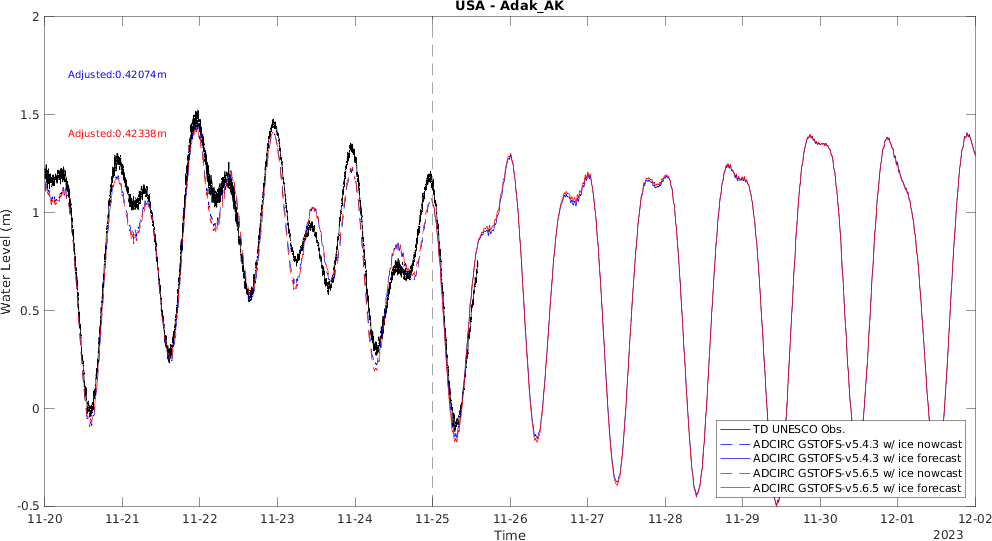 USA - Adak_AK
2
1.5
1
0.5
0
-0.5
Water Level (m)
Adjusted:0.42074m
Adjusted:0.42338m
TD UNESCO Obs.
ADCIRC GSTOFS-v5.4.3 w/ ice nowcast
ADCIRC GSTOFS-v5.4.3 w/ ice forecast
ADCIRC GSTOFS-v5.6.5 w/ ice nowcast
ADCIRC GSTOFS-v5.6.5 w/ ice forecast
11-20 11-21 11-22 11-23 11-24 11-25 11-26 11-27 11-28 11-29 11-30 12-01 12-02
Time
2023